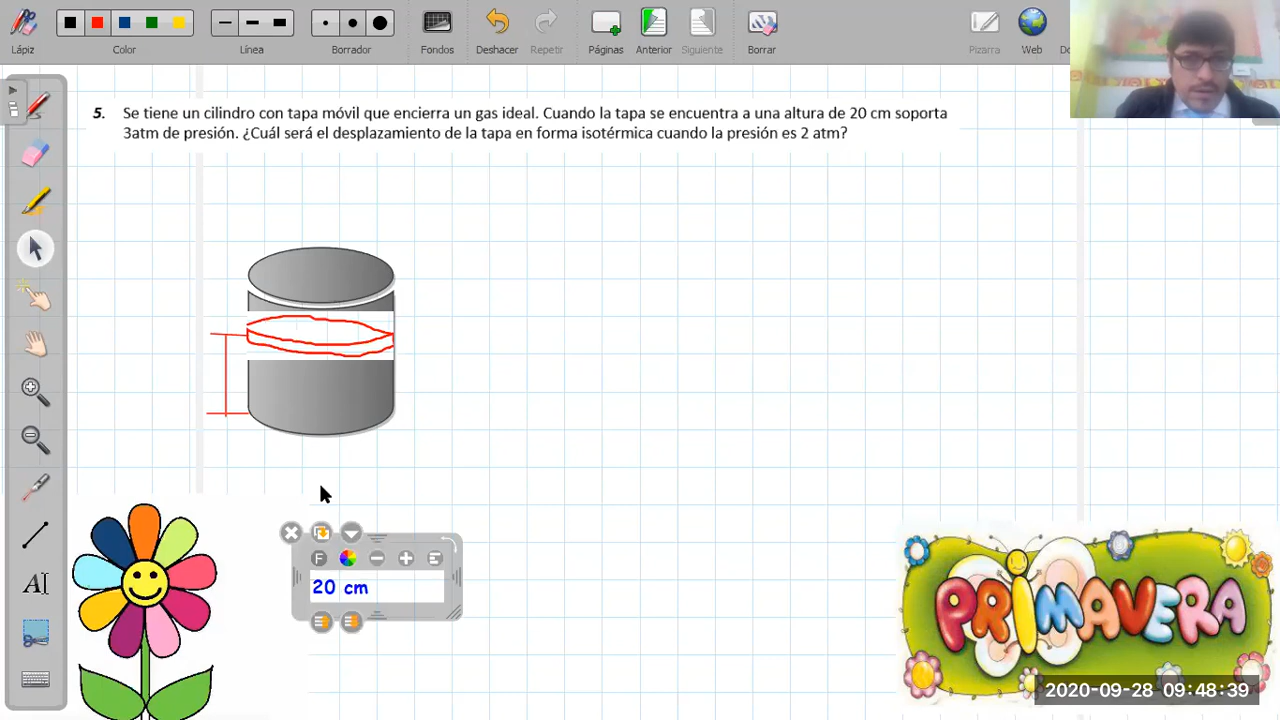 Lápiz Color Línea Borrador Fondos Deshacer Repetir Páginas Anterior Siguiente Borrar Pizarra Web
5. Se tiene un cilindro con tapa móvil que encierra un gas ideal. Cuando la tapa se encuentra a una altura de 20 cm soporta
3atm de presión. ¿Cuál será el desplazamiento de la tapa en forma isotérmica cuando la presión es 2 atm?
F
20 cm
PRIMAVERA
2020-09-28 09:48:39